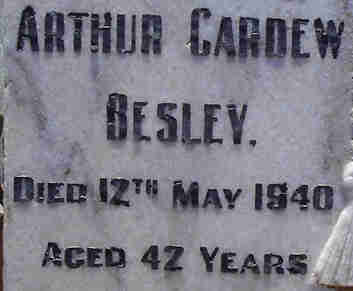 ARTHUR CARDEW
BESLEY.
DIED 12TH MAY 1940
AGED 42 YEARS